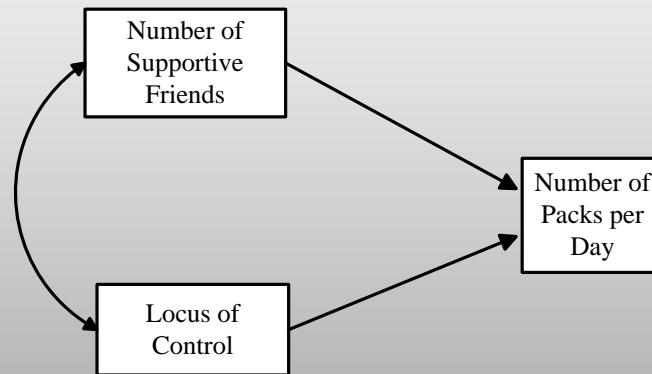 Number of
Supportive
Friends
Number of
Packs per
Day
Locus of
Control